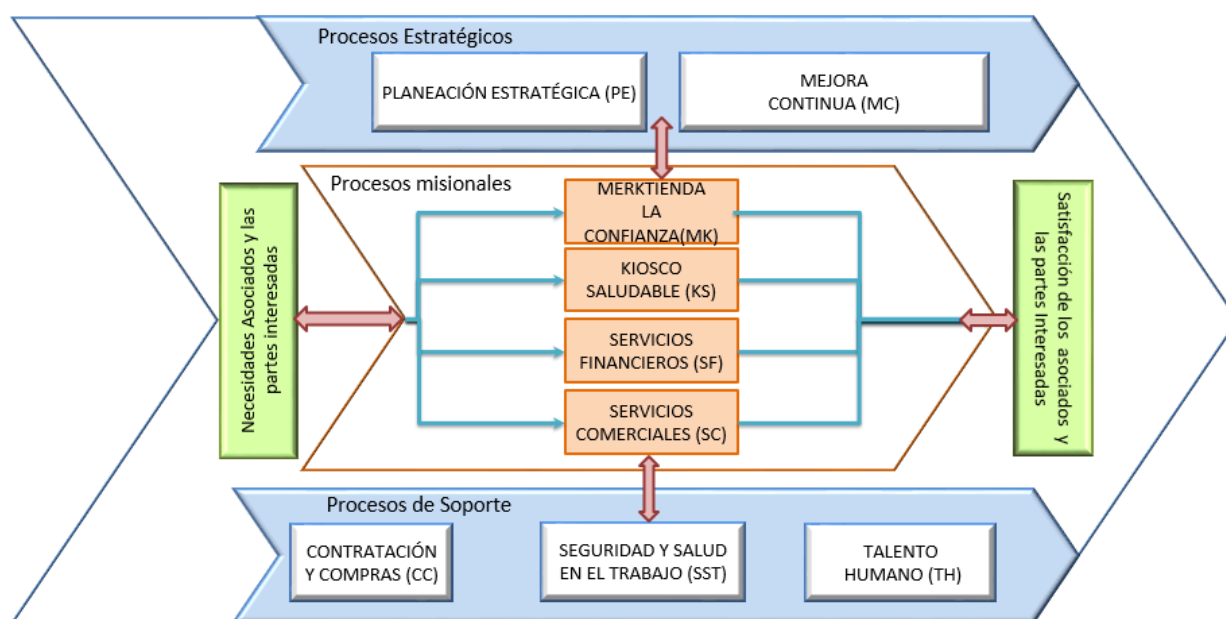 Procesos Estratégicos
PLANEACIÓN ESTRATÉGICA (PE)
MEJORA
CONTINUA (MC)
Necesidades Asociados y las
partes interesadas
Procesos misionales
MERKTIENDA
LA
CONFIANZA(MK)
KIOSCO
SALUDABLE (KS)
SERVICIOS
FINANCIEROS (SF)
SERVICIOS
COMERCIALES (SC)
Satisfacción de los asociados y
las partes Interesadas
Procesos de Soporte
CONTRATACIÓN
Y COMPRAS (CC)
SEGURIDAD Y SALUD
EN EL TRABAJO (SST)
TALENTO
HUMANO (TH)